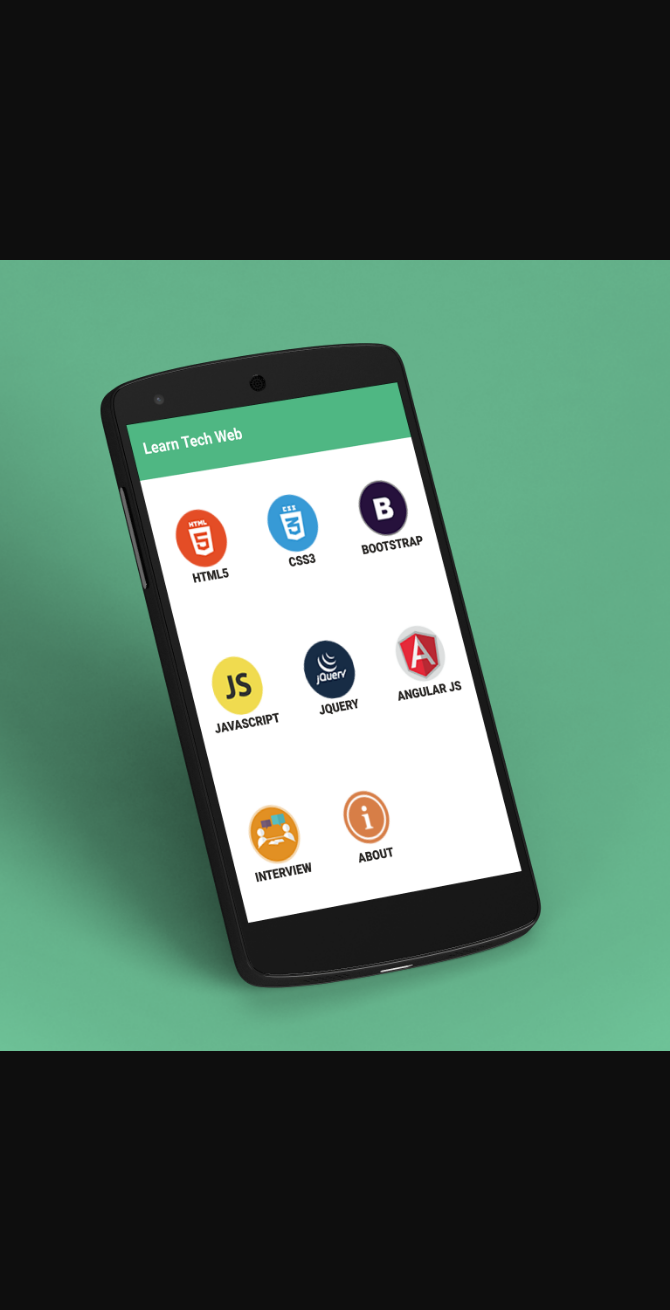 Learn Tech Web
HTML
5
HTML5
CSS
3
CSS3
B
BOOTSTRAP
JS
JAVASCRIPT
jQuery
JQUERY
A
ANGULAR JS
INTERVIEW
i
ABOUT